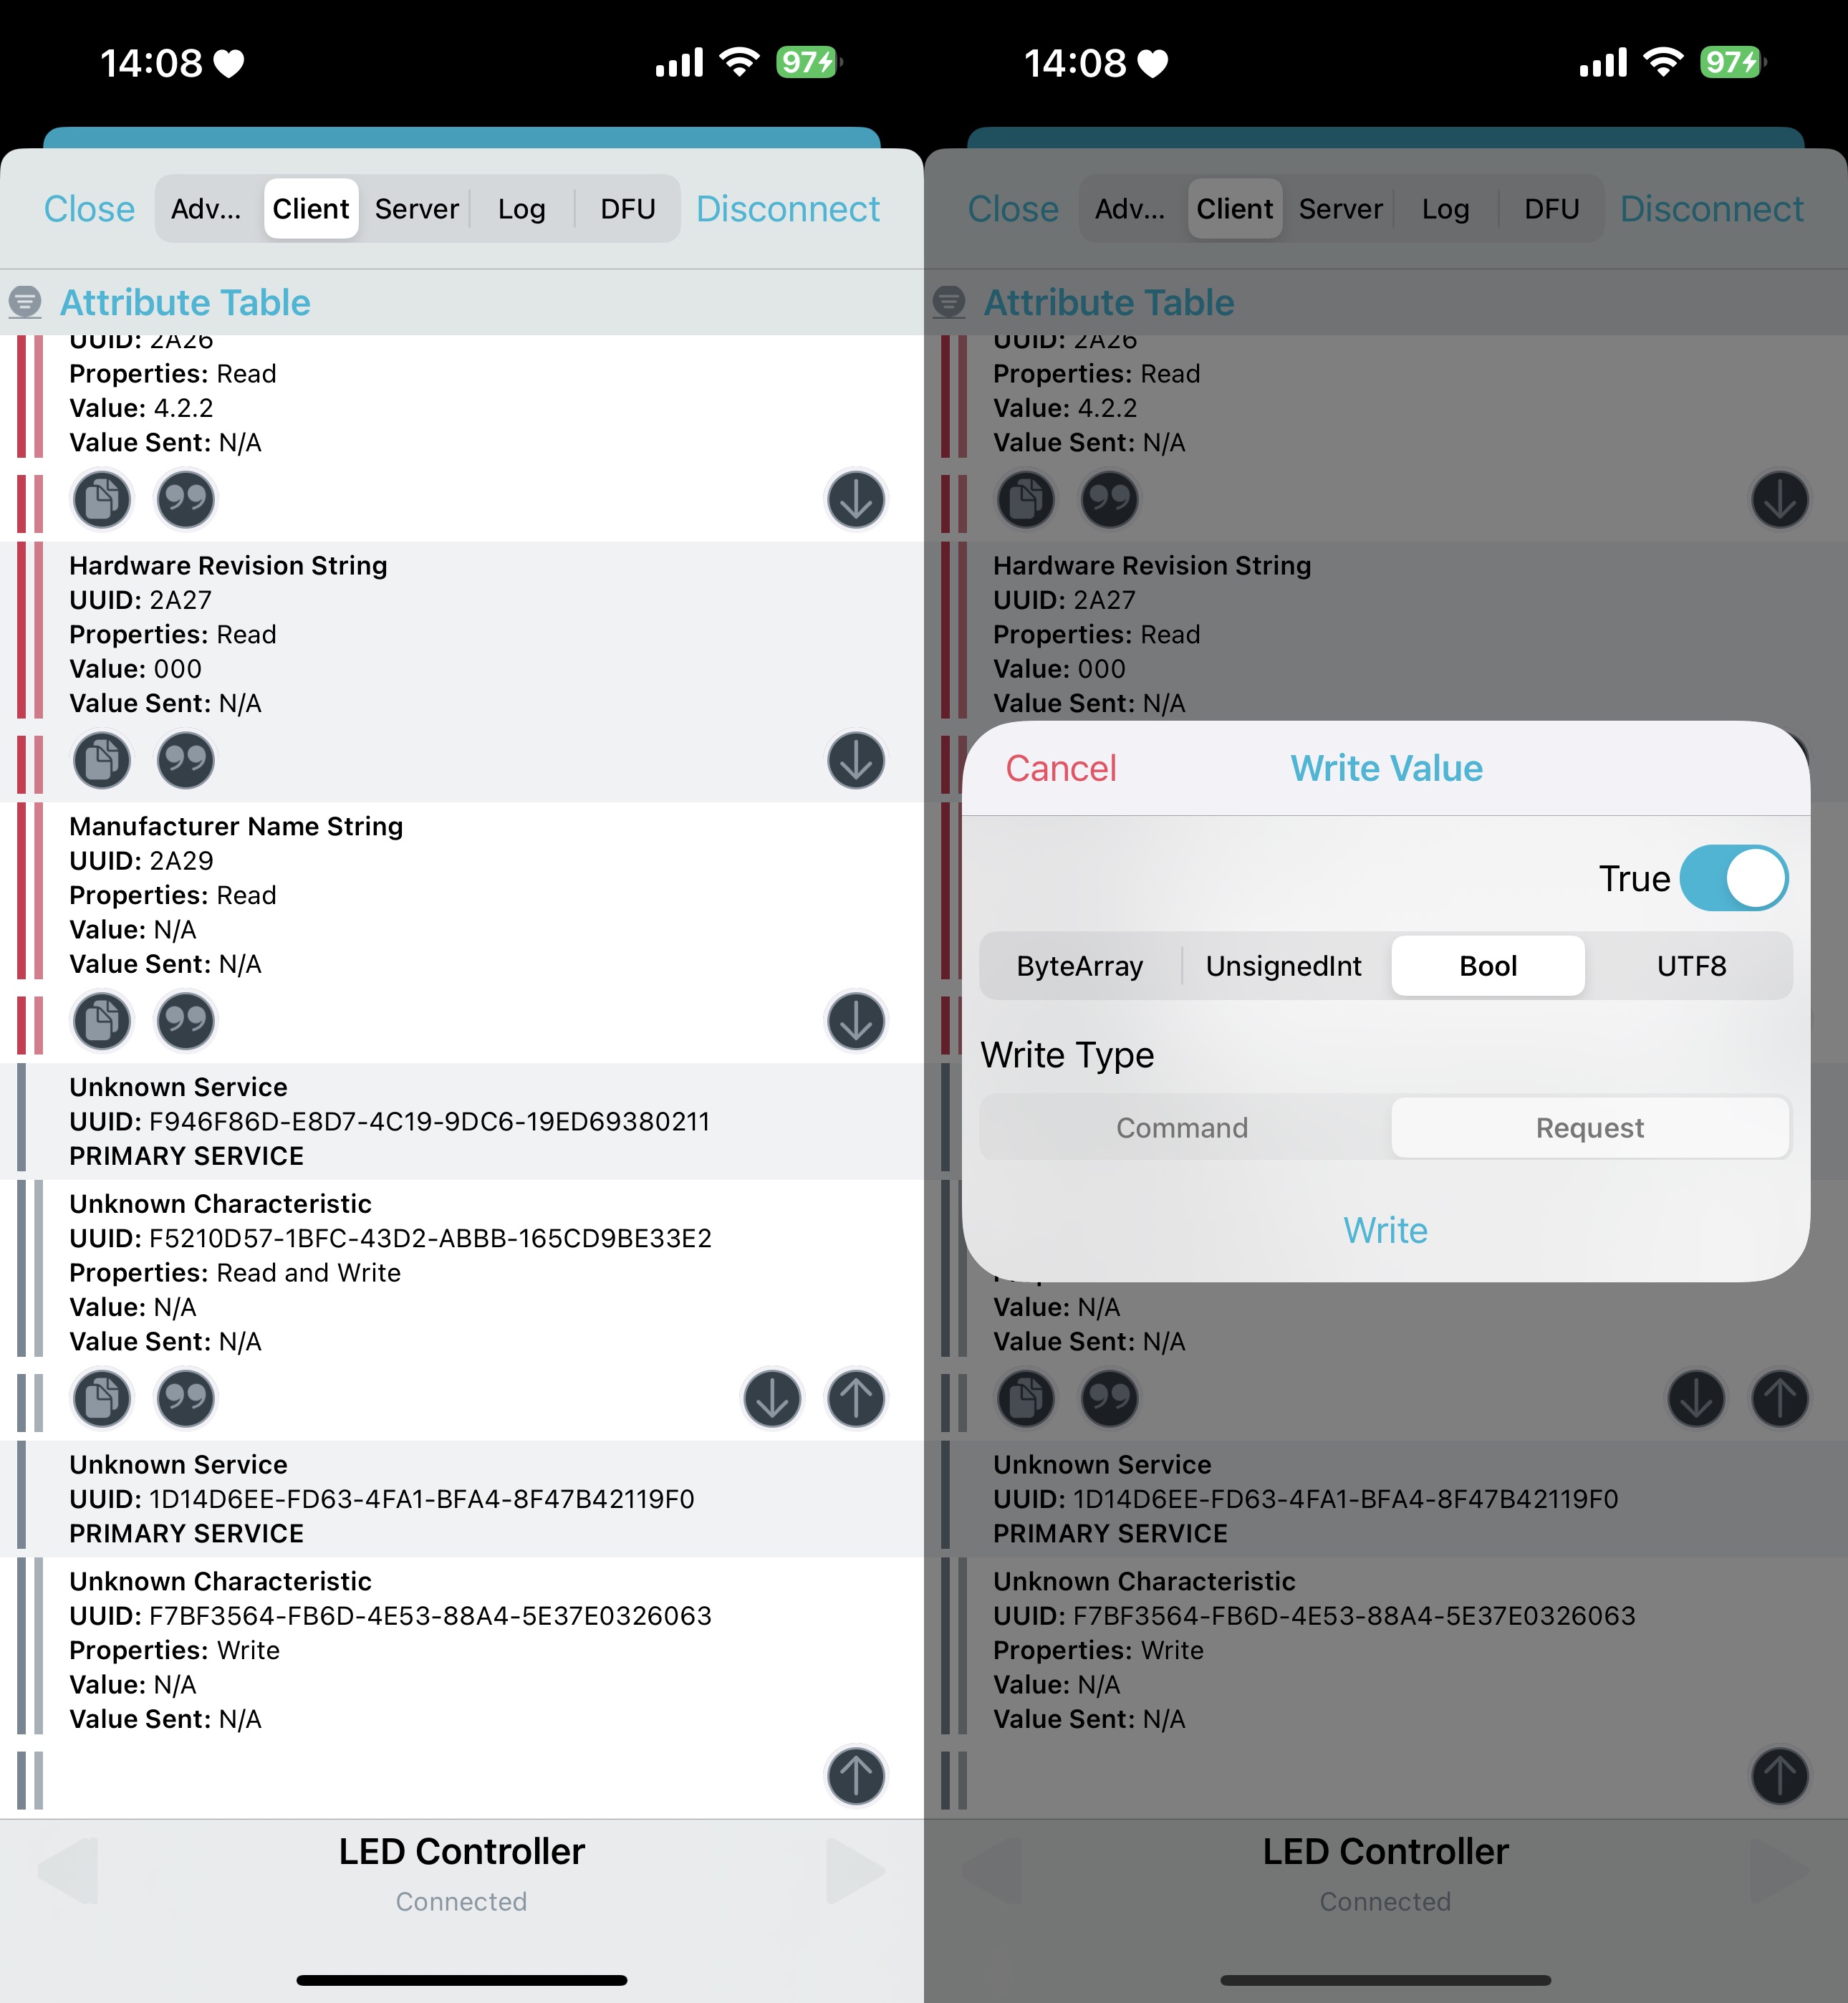 14:08
97
Close
Adv...
Client
Server
Log
DFU
Disconnect
Attribute Table
UUID: 2A26
Properties: Read
Value: 4.2.2
Value Sent: N/A
Hardware Revision String
UUID: 2A27
Properties: Read
Value: 000
Value Sent: N/A
Manufacturer Name String
UUID: 2A29
Properties: Read
Value: N/A
Value Sent: N/A
Unknown Service
UUID: F946F86D-E8D7-4C19-9DC6-19ED69380211
PRIMARY SERVICE
Unknown Characteristic
UUID: F5210D57-1BFC-43D2-ABBB-165CD9BE33E2
Properties: Read and Write
Value: N/A
Value Sent: N/A
Unknown Service
UUID: 1D14D6EE-FD63-4FA1-BFA4-8F47B42119F0
PRIMARY SERVICE
Unknown Characteristic
UUID: F7BF3564-FB6D-4E53-88A4-5E37E0326063
Properties: Write
Value: N/A
Value Sent: N/A
LED Controller
Connected
14:08
97
Close
Adv...
Client
Server
Log
DFU
Disconnect
Attribute Table
UUID: 2A26
Properties: Read
Value: 4.2.2
Value Sent: N/A
Hardware Revision String
UUID: 2A27
Properties: Read
Value: 000
Value Sent: N/A
Cancel
Write Value
True
ByteArray
UnsignedInt
Bool
UTF8
Write Type
Command
Request
Write
Value: N/A
Value Sent: N/A
Unknown Service
UUID: 1D14D6EE-FD63-4FA1-BFA4-8F47B42119F0
PRIMARY SERVICE
Unknown Characteristic
UUID: F7BF3564-FB6D-4E53-88A4-5E37E0326063
Properties: Write
Value: N/A
Value Sent: N/A
LED Controller
Connected